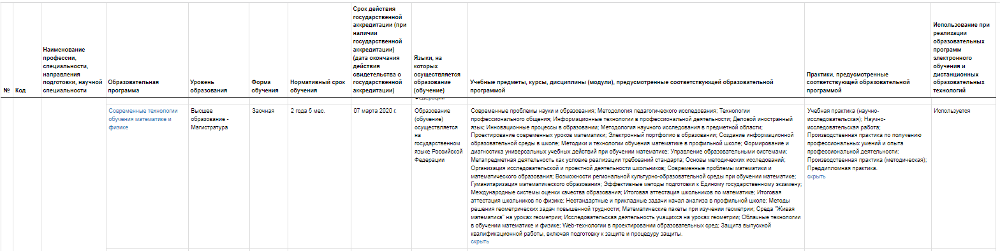 №
Код
Наименование
профессии,
специальности,
направления
подготовки, научной
специальности
Образовательная
программа
Уровень
образования
Форма
обучения
Нормативный срок
обучения
Срок действия
государственной
аккредитации (при
наличии
государственной
аккредитации)
(дата окончания
действия
свидетельства о
государственной
аккредитации)
Языки, на
которых
осуществляется
образование
(обучение)
Учебные предметы, курсы, дисциплины (модули), предусмотренные соответствующей образовательной
программой
Практики, предусмотренные
соответствующей образовательной
программой
Использование при
реализации
образовательных
программ
электронного
обучения и
дистанционных
образовательных
технологий
Федерации
Современные технологии
обучения математике и
физике
Высшее
образование -
Магистратура
Заочная
2 года 5 мес.
07 марта 2020 г.
Образование
(обучение)
осуществляется
на
государственном
языке Российской
Федерации
Современные проблемы науки и образования; Методология педагогического исследования; Технологии
профессионального общения; Информационные технологии в профессиональной деятельности; Деловой иностранный
язык; Инновационные процессы в образовании; Методология научного исследования в предметной области;
Проектирование современных уроков математики; Электронный портфолио в образовании; Создание информационной
образовательной среды в школе; Методики и технологии обучения математике в профильной школе; Формирование и
диагностика универсальных учебных действий при обучении математике; Управление образовательными системами;
Метапредметная деятельность как условие реализации требований стандарта; Основы методических исследований;
Организация исследовательской и проектной деятельности школьников; Современные проблемы математики и
математического образования; Возможности региональной культурно-образовательной среды при обучении математике;
Гуманитаризация математического образования; Эффективные методы подготовки к Единому государственному экзамену;
Международные системы оценки качества образования; Итоговая аттестация школьников по математике; Итоговая
аттестация школьников по физике; Нестандартные и прикладные задачи начал анализа в профильной школе; Методы
решения геометрических задач повышенной трудности; Математические пакеты при изучении геометрии; Среда "Живая
математика" на уроках геометрии; Исследовательская деятельность учащихся на уроках геометрии; Облачные технологии
в обучении математике и физике; Web-технологии в проектировании образовательных сред; Защита выпускной
квалификационной работы, включая подготовку к защите и процедуру защиты.
скрыть
Учебная практика (научно-
исследовательская); Научно-
исследовательская работа;
Производственная практика по получению
профессиональных умений и опыта
профессиональной деятельности;
Производственная практика (методическая);
Преддипломная практика.
скрыть
Используется